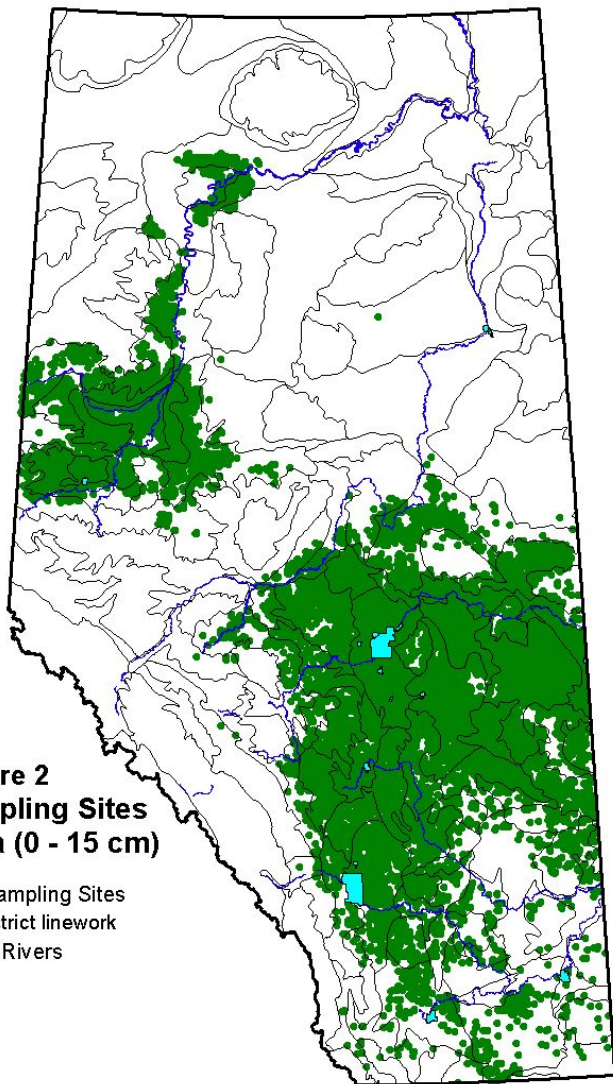 re 2
pling Sites
(0 - 15 cm)
ampling Sites
trict linework
Rivers